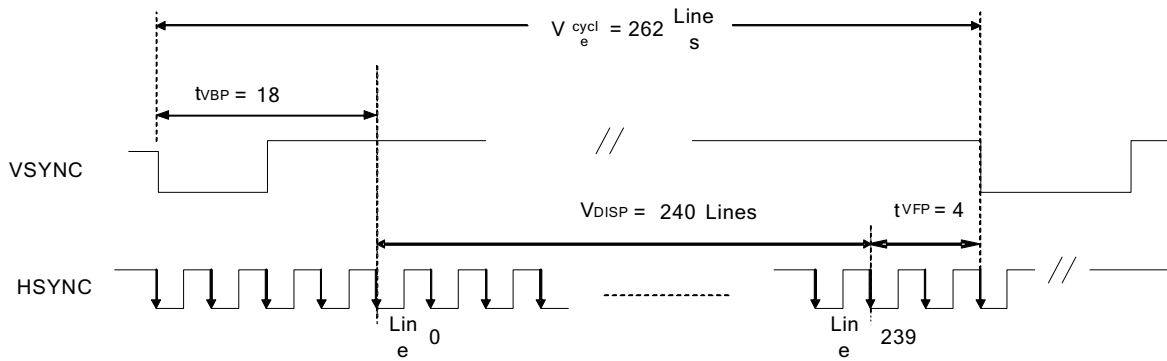 V cycle = 262 Lines
tVBP = 18
VSYNC
VDISP = 240 Lines
tVFP = 4
HSYNC
Line 0
Line 239